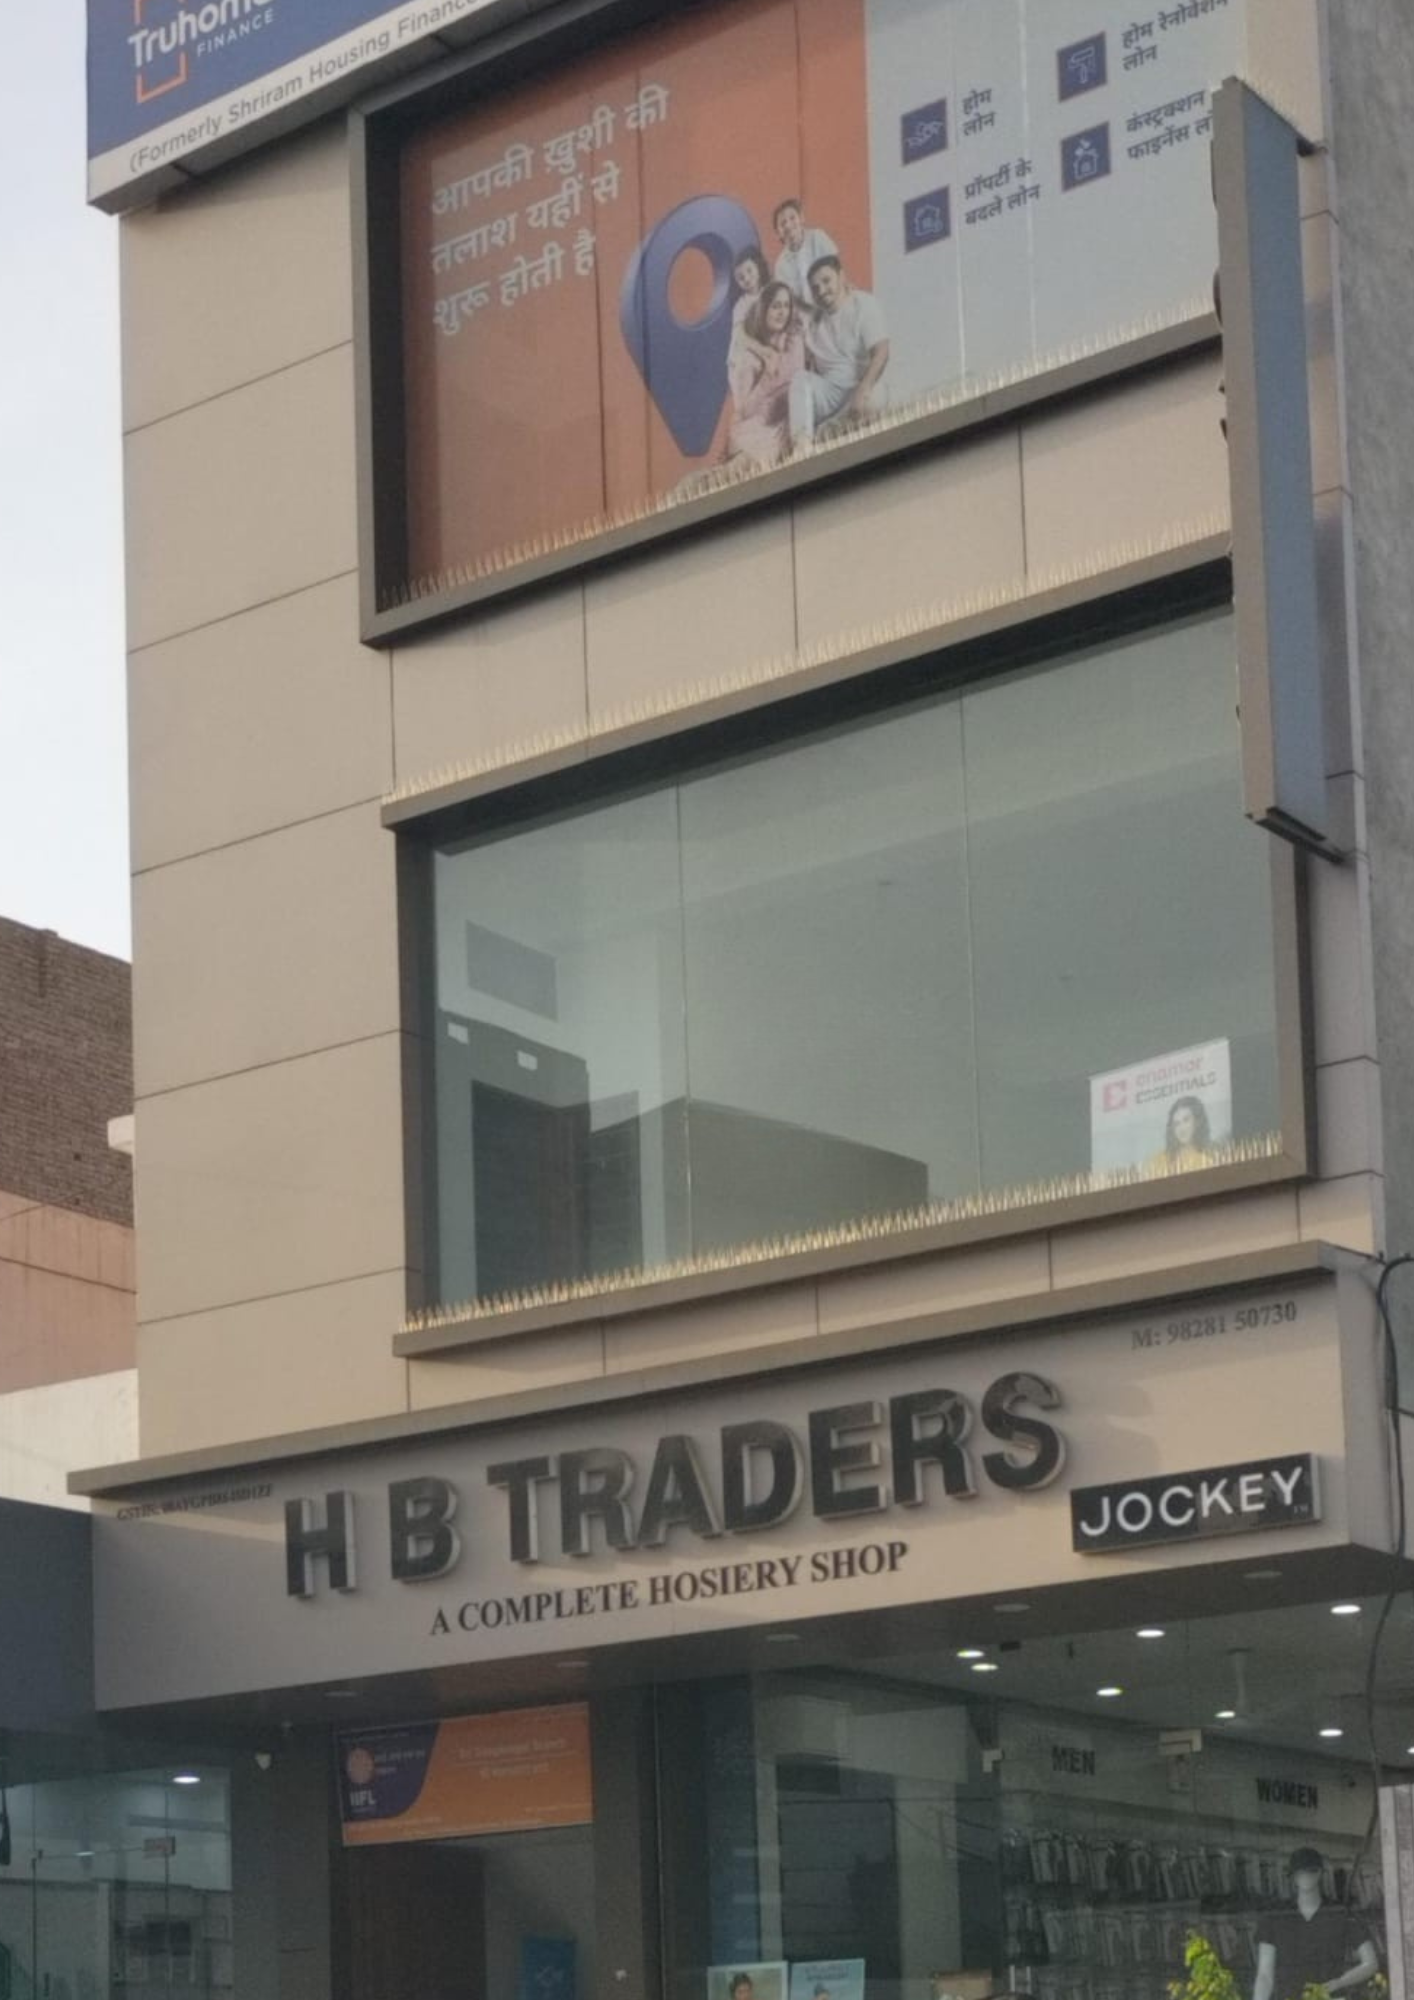 Truhome
FINANCE
(Formerly Shriram Housing Finance
आपकी ख़ुशी की
तलाश यहीं से
शुरू होती है
होम
लोन
होम रेनोवेशन
लोन
प्रॉपर्टी के
बदले लोन
कंस्ट्रक्शन
फाइनेंस
enamor
ESSENTIALS
M: 98281 50730
H B TRADERS
JOCKEY
A COMPLETE HOSIERY SHOP
MEN
WOMEN
IIFL